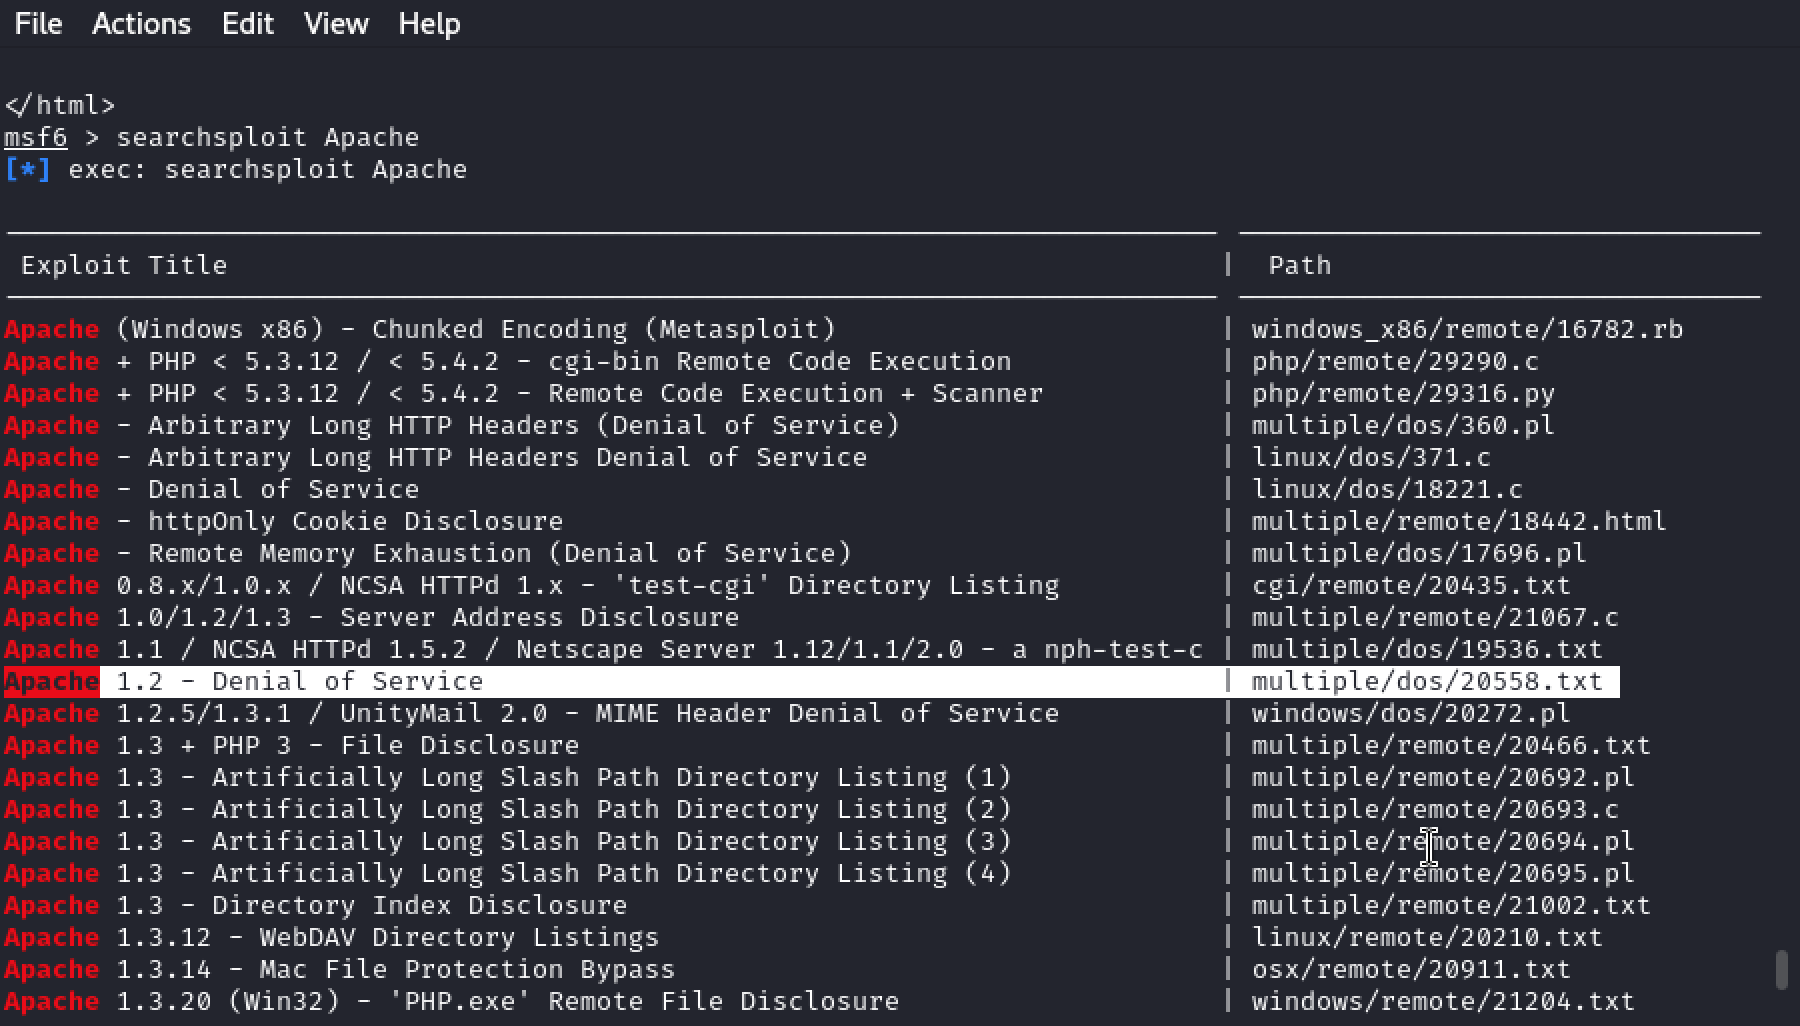 File Actions Edit View Help
</html>
msf6 > searchsploit Apache
[*] exec: searchsploit Apache
Exploit Title | Path
Apache (Windows x86) - Chunked Encoding (Metasploit) | windows_x86/remote/16782.rb
Apache + PHP < 5.3.12 / < 5.4.2 - cgi-bin Remote Code Execution | php/remote/29290.c
Apache + PHP < 5.3.12 / < 5.4.2 - Remote Code Execution + Scanner | php/remote/29316.py
Apache - Arbitrary Long HTTP Headers (Denial of Service) | multiple/dos/360.pl
Apache - Arbitrary Long HTTP Headers Denial of Service | linux/dos/371.c
Apache - Denial of Service | linux/dos/18221.c
Apache - httpOnly Cookie Disclosure | multiple/remote/18442.html
Apache - Remote Memory Exhaustion (Denial of Service) | multiple/dos/17696.pl
Apache 0.8.x/1.0.x / NCSA HTTPd 1.x - 'test-cgi' Directory Listing | cgi/remote/20435.txt
Apache 1.0/1.2/1.3 - Server Address Disclosure | multiple/remote/21067.c
Apache 1.1 / NCSA HTTPd 1.5.2 / Netscape Server 1.12/1.1/2.0 - a nph-test-c | multiple/dos/19536.txt
Apache 1.2 - Denial of Service | multiple/dos/20558.txt
Apache 1.2.5/1.3.1 / UnityMail 2.0 - MIME Header Denial of Service | windows/dos/20272.pl
Apache 1.3 + PHP 3 - File Disclosure | multiple/remote/20466.txt
Apache 1.3 - Artificially Long Slash Path Directory Listing (1) | multiple/remote/20692.pl
Apache 1.3 - Artificially Long Slash Path Directory Listing (2) | multiple/remote/20693.c
Apache 1.3 - Artificially Long Slash Path Directory Listing (3) | multiple/remote/20694.pl
Apache 1.3 - Artificially Long Slash Path Directory Listing (4) | multiple/remote/20695.pl
Apache 1.3 - Directory Index Disclosure | multiple/remote/21002.txt
Apache 1.3.12 - WebDAV Directory Listings | linux/remote/20210.txt
Apache 1.3.14 - Mac File Protection Bypass | osx/remote/20911.txt
Apache 1.3.20 (Win32) - 'PHP.exe' Remote File Disclosure | windows/remote/21204.txt